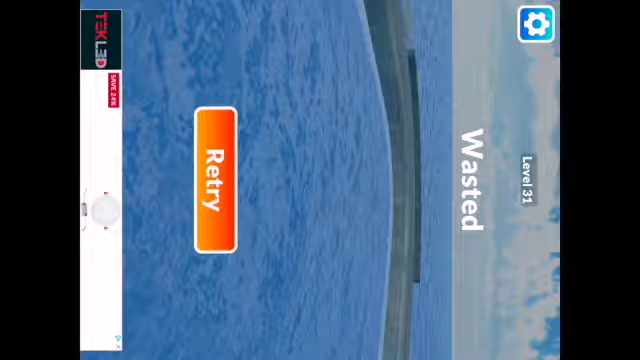 Level 31
Wasted
Retry
TEKLED
SAVE 24%